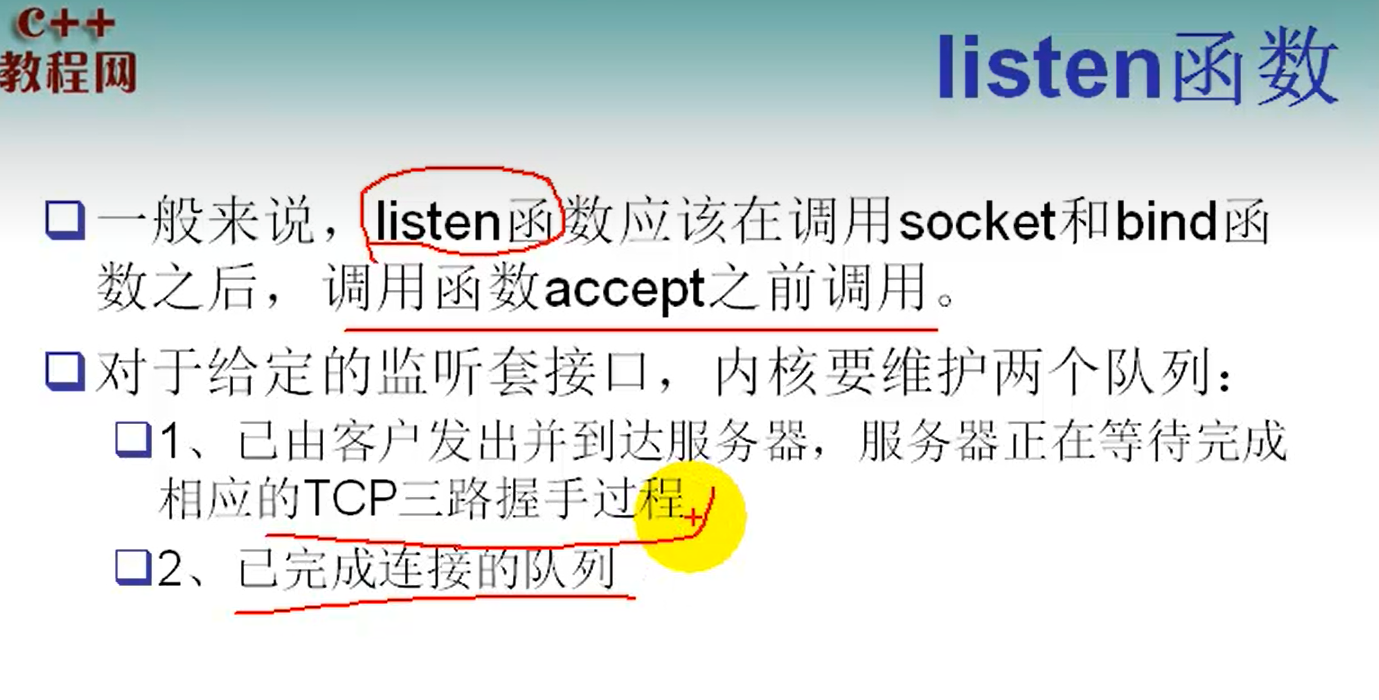 c++
教程网
listen函数
一般来说，listen函数应该在调用socket和bind函
数之后，调用函数accept之前调用。
对于给定的监听套接口，内核要维护两个队列：
1、已由客户发出并到达服务器，服务器正在等待完成
相应的TCP三路握手过程
2、已完成连接的队列